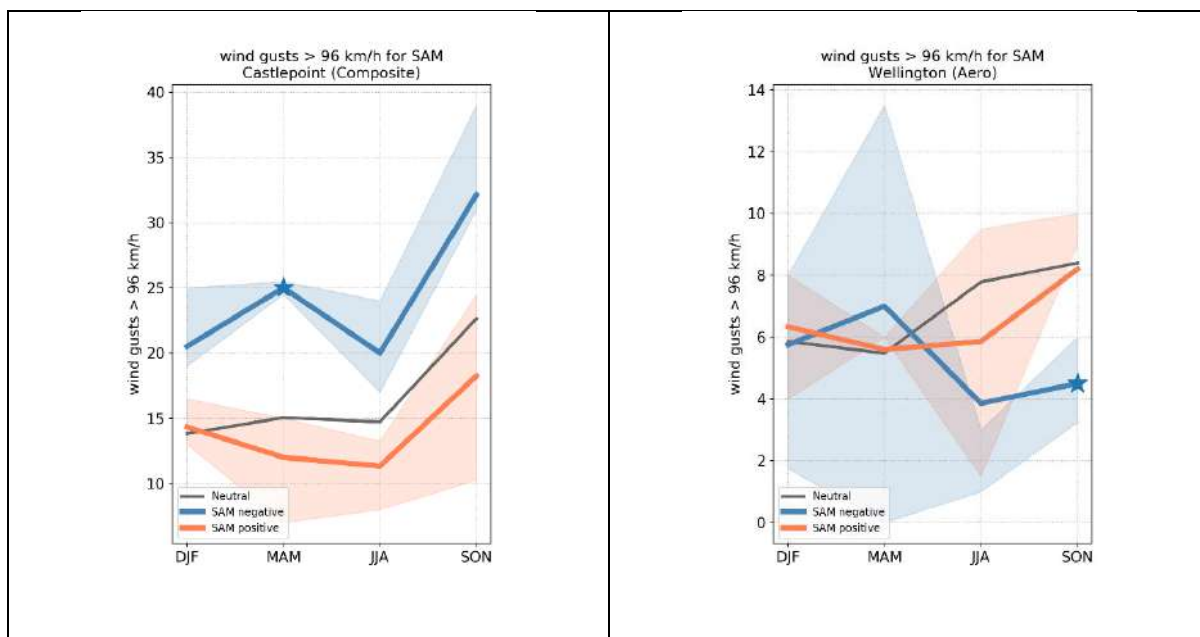 wind gusts > 96 km/h for SAM
Castlepoint (Composite)
wind gusts > 96 km/h
40
35
30
25
20
15
10
Neutral
SAM negative
SAM positive
DJF MAM JJA SON
wind gusts > 96 km/h for SAM
Wellington (Aero)
wind gusts > 96 km/h
14
12
10
8
6
4
2
0
Neutral
SAM negative
SAM positive
DJF MAM JJA SON